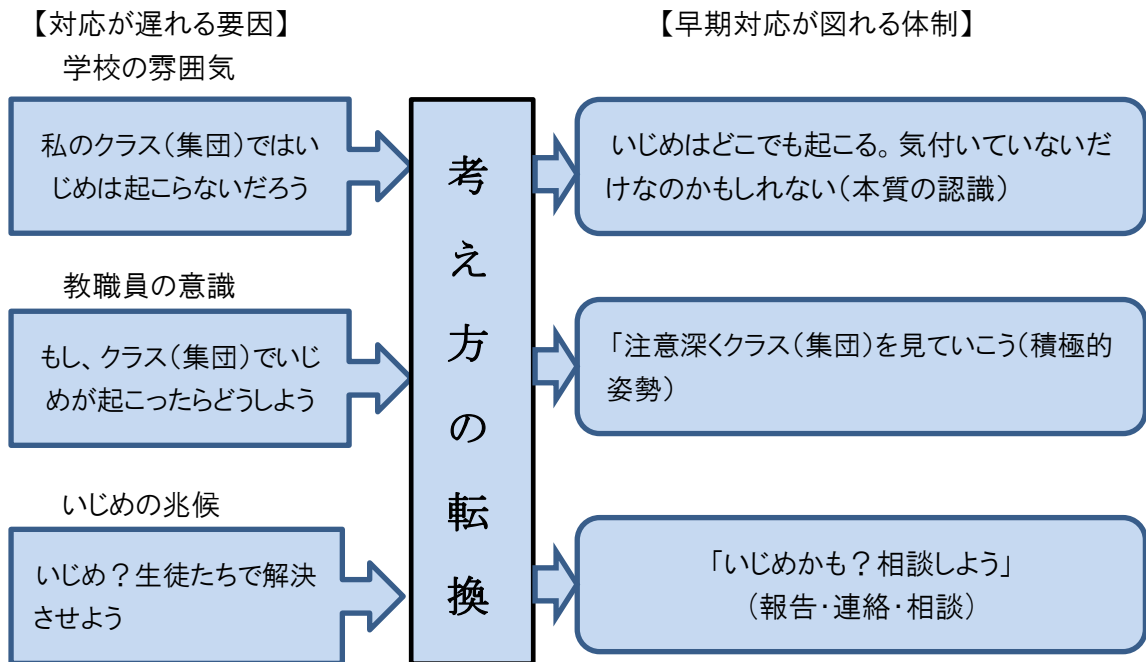 【対応が遅れる要因】
【早期対応が図れる体制】
学校の雰囲気
私のクラス(集団)ではい
じめは起こらないだろう
考え方の転換
いじめはどこでも起こる。気付いていないだ
けなのかもしれない(本質の認識)
教職員の意識
もし、クラス(集団)でいじ
めが起こったらどうしよう
「注意深くクラス(集団)を見ていこう(積極的
姿勢)
いじめの兆候
いじめ?生徒たちで解決
させよう
「いじめかも?相談しよう」
(報告・連絡・相談)